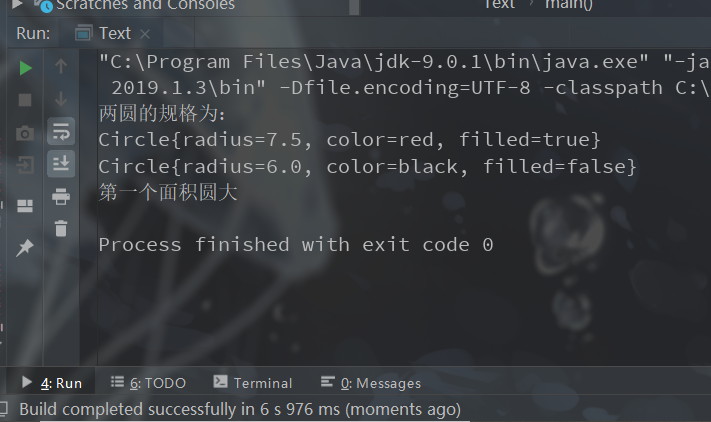 Scratches and Consoles
Text main()
Run: Text
"C:\Program Files\Java\jdk-9.0.1\bin\java.exe" "-ja
2019.1.3\bin" -Dfile.encoding=UTF-8 -classpath C:\
两圆的规格为：
Circle{radius=7.5, color=red, filled=true}
Circle{radius=6.0, color=black, filled=false}
第一个面积圆大
Process finished with exit code 0
4: Run 6: TODO Terminal 0: Messages
Build completed successfully in 6 s 976 ms (moments ago)